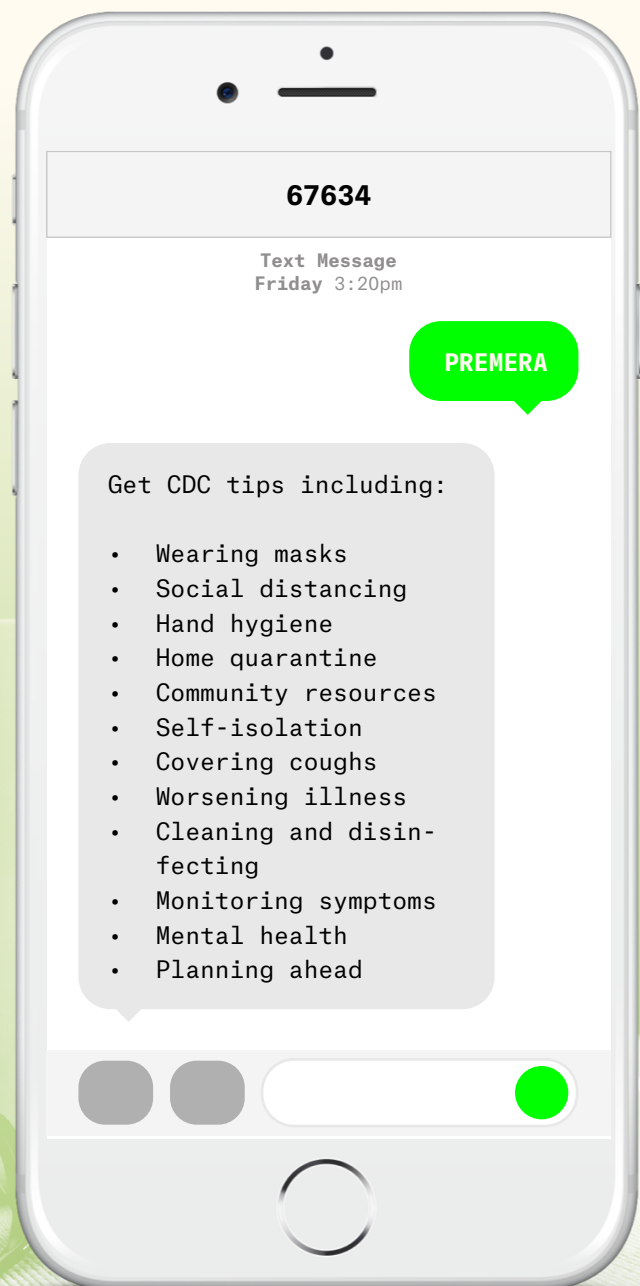 67634
Text Message
Friday 3:20pm
PREMERA
Get CDC tips including:
• Wearing masks
• Social distancing
• Hand hygiene
• Home quarantine
• Community resources
• Self-isolation
• Covering coughs
• Worsening illness
• Cleaning and disin-
fecting
• Monitoring symptoms
• Mental health
• Planning ahead